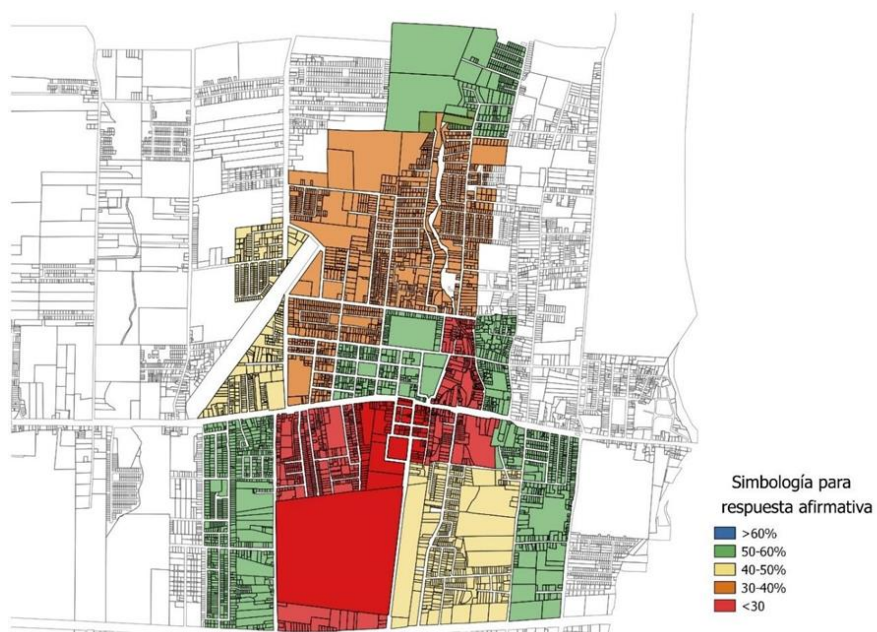 Simbología para
respuesta afirmativa
>60%
50-60%
40-50%
30-40%
<30